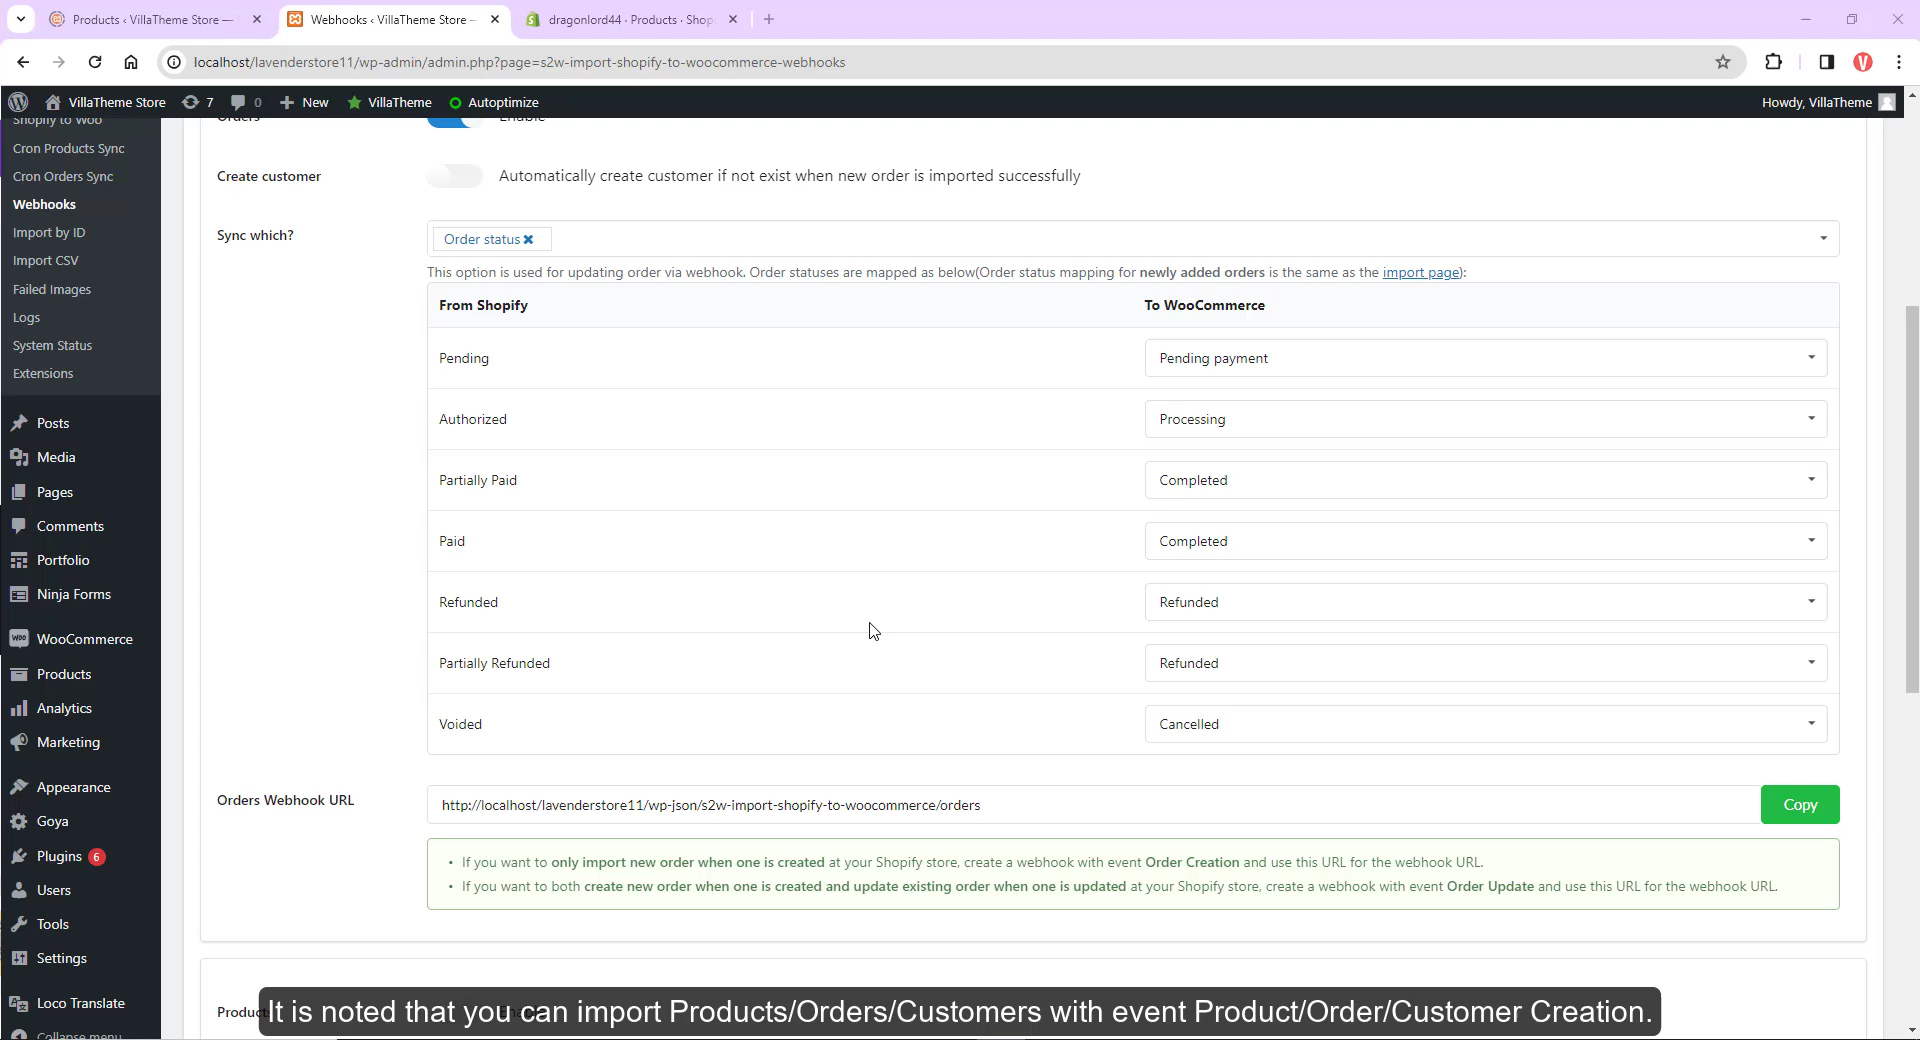 Products ‹ VillaTheme Store —
Webhooks ‹ VillaTheme Store -
dragonlord44 · Products · Shop
localhost/lavenderstore11/wp-admin/admin.php?page=s2w-import-shopify-to-woocommerce-webhooks
VillaTheme Store
7
0
New
VillaTheme
Autoptimize
Howdy, VillaTheme
Shopify to Woo
Cron Products Sync
Cron Orders Sync
Webhooks
Import by ID
Import CSV
Failed Images
Logs
System Status
Extensions
Posts
Media
Pages
Comments
Portfolio
Ninja Forms
WooCommerce
Products
Analytics
Marketing
Appearance
Goya
Plugins 6
Users
Tools
Settings
Loco Translate
Collapse menu
Orders
Enable
Create customer
Automatically create customer if not exist when new order is imported successfully
Sync which?
Order status
This option is used for updating order via webhook. Order statuses are mapped as below(Order status mapping for newly added orders is the same as the import page):
From Shopify
To WooCommerce
Pending
Pending payment
Authorized
Processing
Partially Paid
Completed
Paid
Completed
Refunded
Refunded
Partially Refunded
Refunded
Voided
Cancelled
Orders Webhook URL
http://localhost/lavenderstore11/wp-json/s2w-import-shopify-to-woocommerce/orders
Copy
• If you want to only import new order when one is created at your Shopify store, create a webhook with event Order Creation and use this URL for the webhook URL.
• If you want to both create new order when one is created and update existing order when one is updated at your Shopify store, create a webhook with event Order Update and use this URL for the webhook URL.
It is noted that you can import Products/Orders/Customers with event Product/Order/Customer Creation.